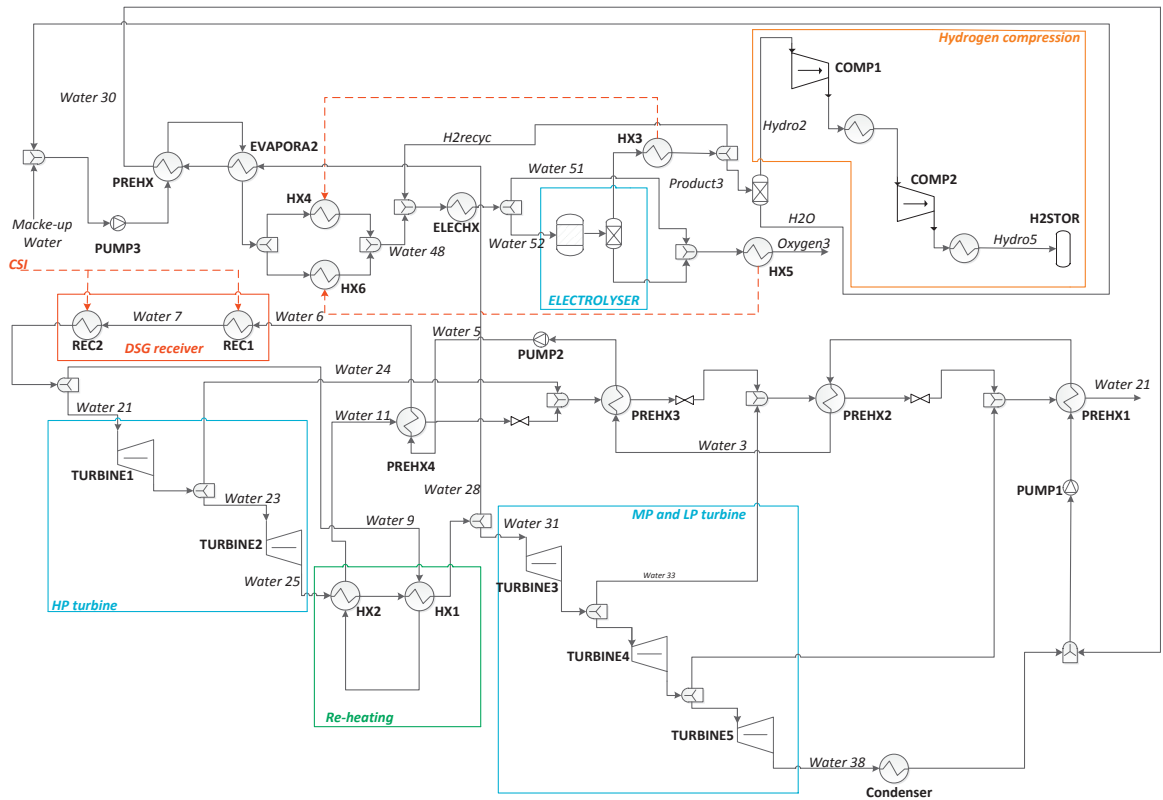 Hydrogen compression
COMP1
Water 30
H2recyc
HX3
Hydro2
EVAPORA2
PREHX
HX4
Water 51
Product3
COMP2
Macke-up
Water
PUMP3
ELECHX
Water 48
Water 52
H2O
H2STOR
Hydro5
Oxygen3
CSI
HX6
ELECTROLYSER
HX5
Water 7
Water 6
REC2
REC1
DSG receiver
Water 5
PUMP2
Water 24
Water 21
Water 11
PREHX3
PREHX2
PREHX1
Water 21
PREHX4
Water 3
TURBINE1
Water 28
PUMP1
Water 23
Water 9
Water 31
MP and LP turbine
TURBINE2
Water 25
TURBINE3
Water 33
HX2
HX1
HP turbine
TURBINE4
Re-heating
TURBINE5
Water 38
Condenser